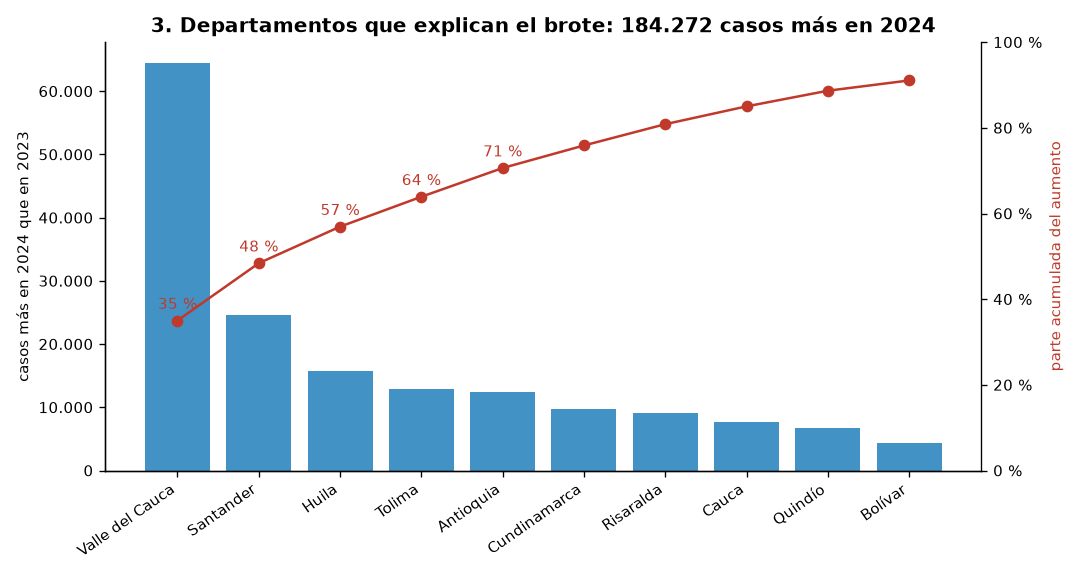 3. Departamentos que explican el brote: 184.272 casos más en 2024
casos más en 2024 que en 2023
60.000
50.000
40.000
30.000
20.000
10.000
0
35 %
48 %
57 %
64 %
71 %
100 %
80 %
60 %
40 %
20 %
0 %
parte acumulada del aumento
Valle del Cauca
Santander
Huila
Tolima
Antioquia
Cundinamarca
Risaralda
Cauca
Quindío
Bolívar